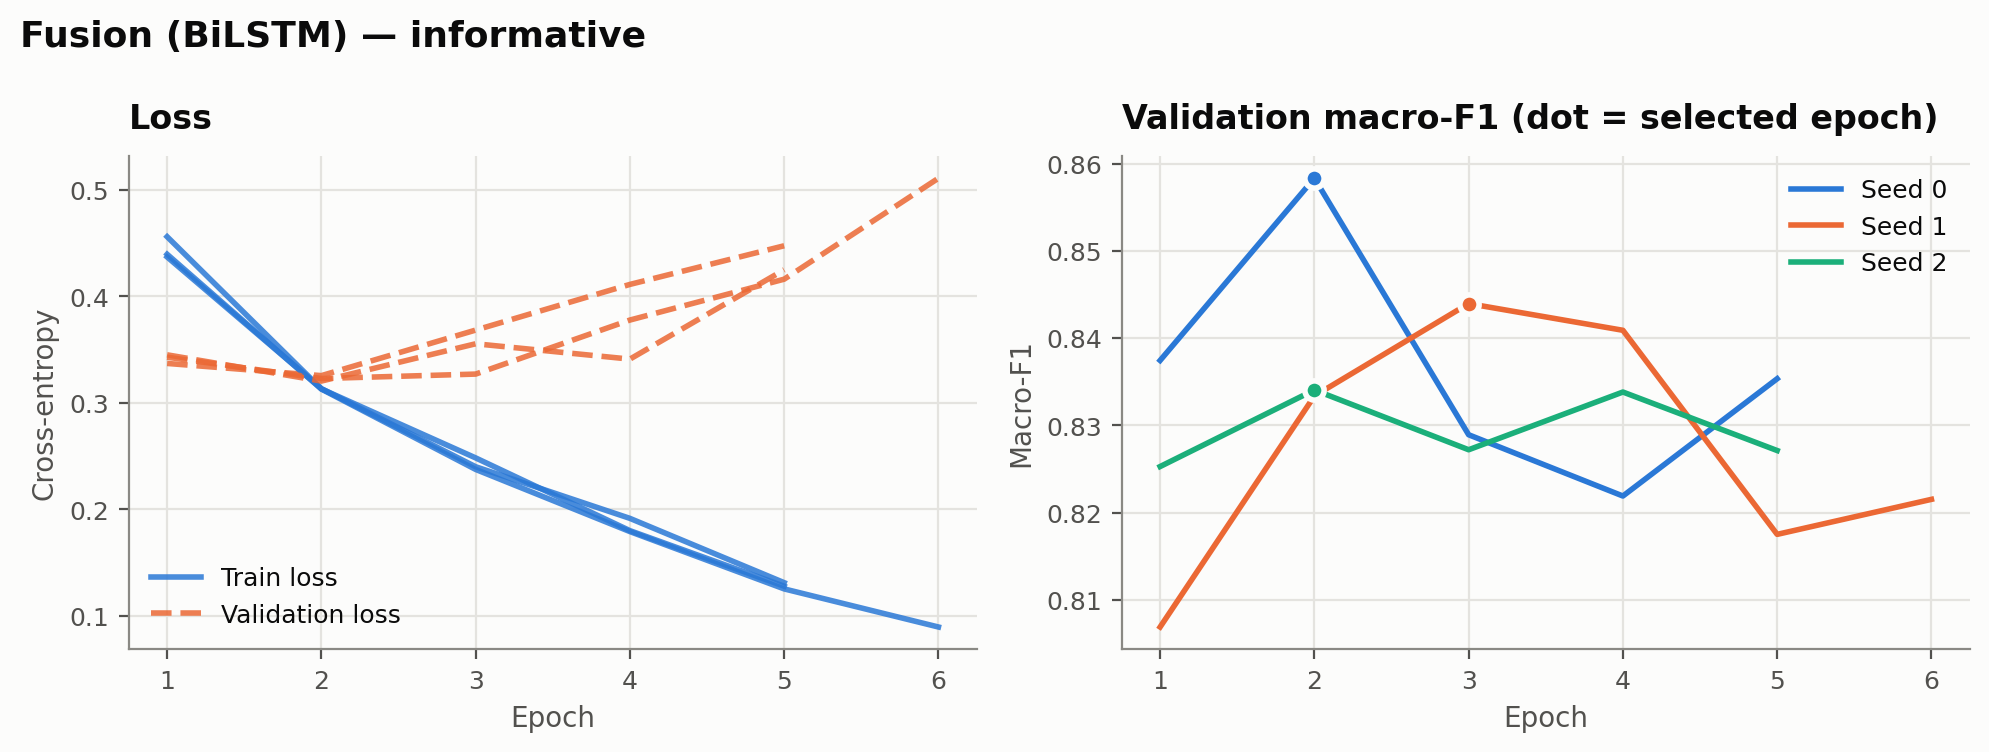 Fusion (BiLSTM) — informative
Loss
Cross-entropy
0.5
0.4
0.3
0.2
0.1
Train loss
Validation loss
1 2 3 4 5 6
Epoch
Validation macro-F1 (dot = selected epoch)
Macro-F1
0.86
0.85
0.84
0.83
0.82
0.81
Seed 0
Seed 1
Seed 2
1 2 3 4 5 6
Epoch